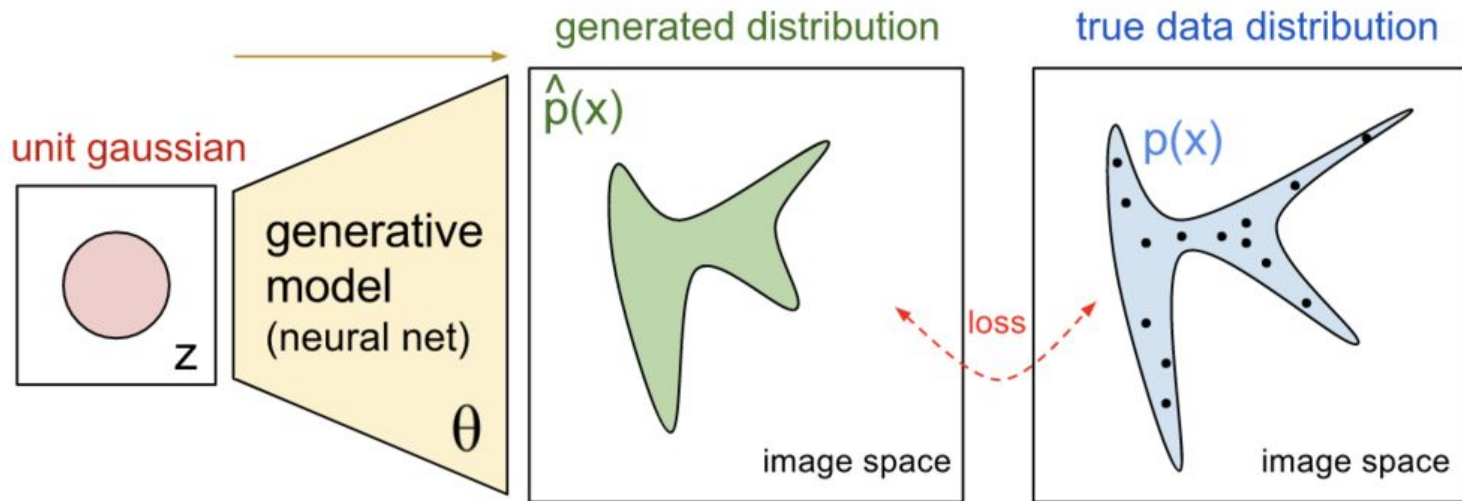 generated distribution
true data distribution
unit gaussian
z
generative
model
(neural net)
θ
p̂(x)
image space
loss
p(x)
image space